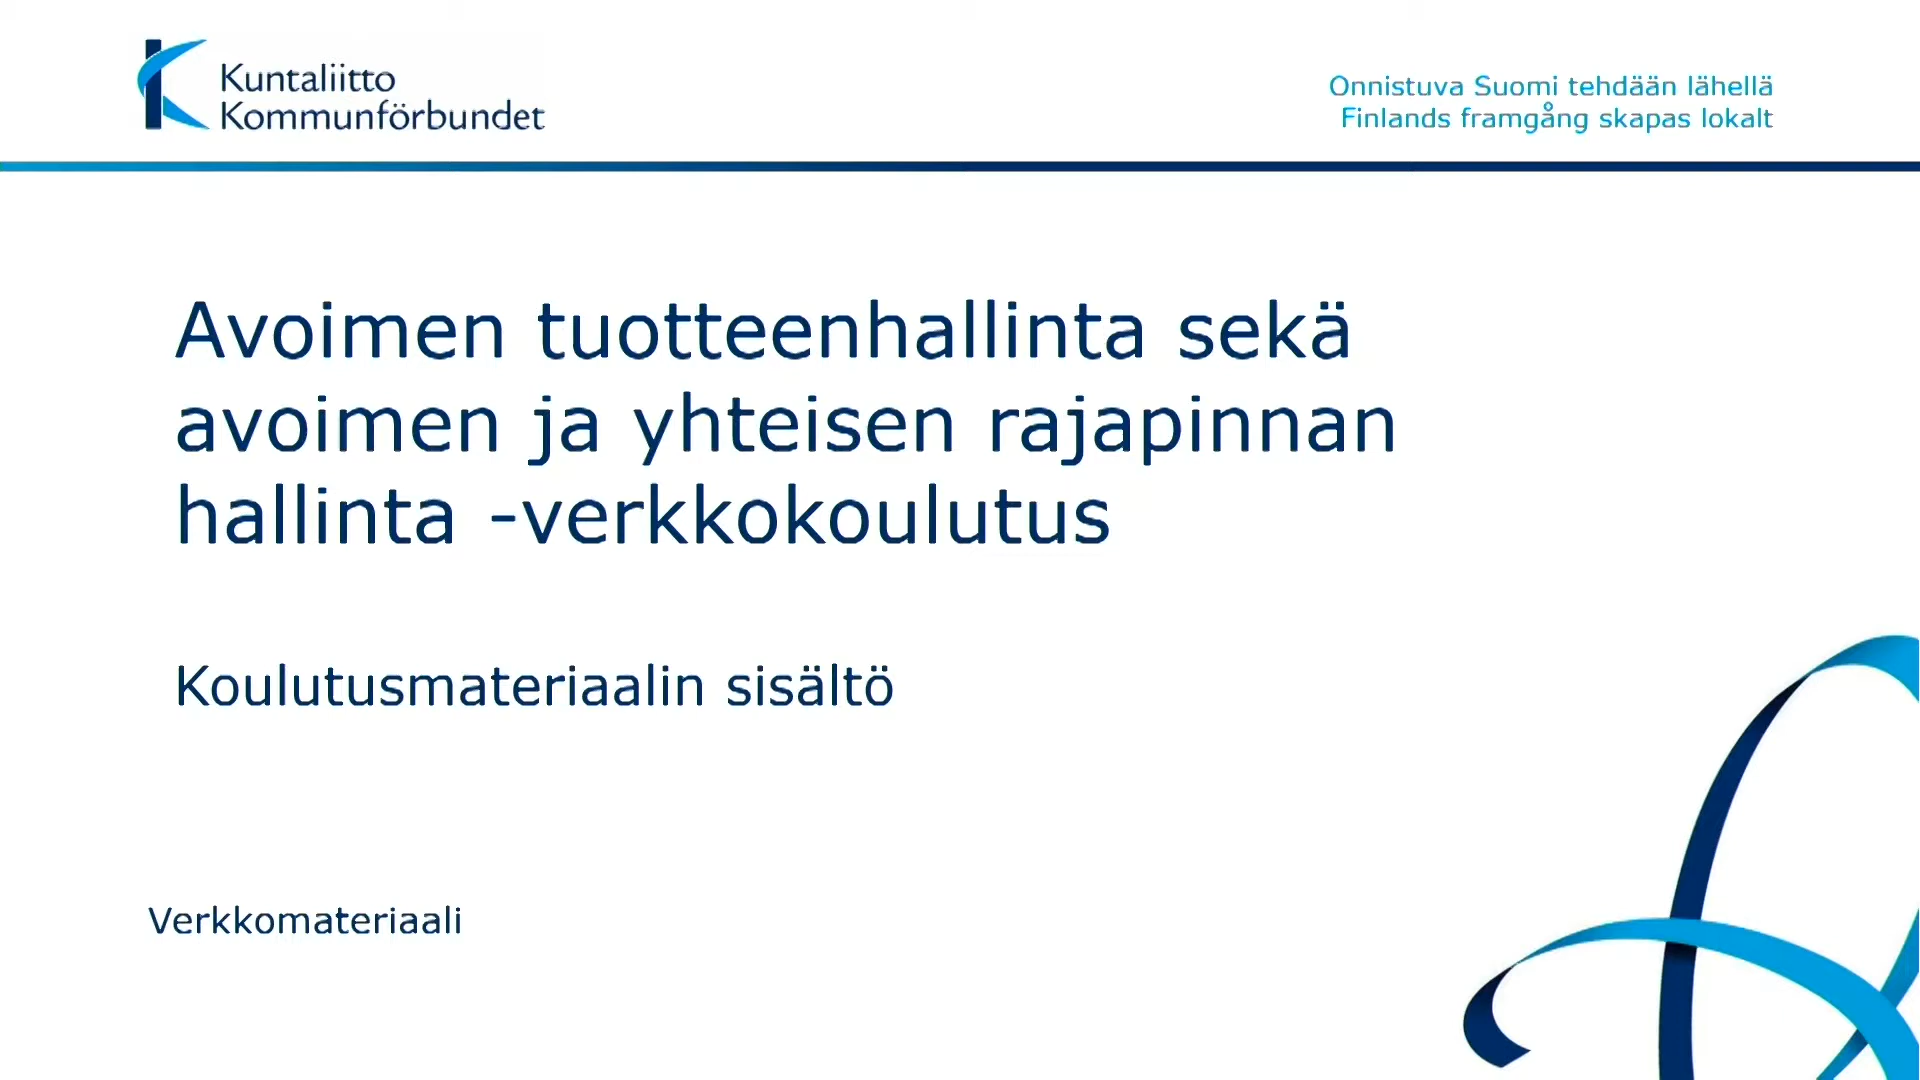 Kuntaliitto
Kommunförbundet
Onnistuva Suomi tehdään lähellä
Finlands framgång skapas lokalt
Avoimen tuotteenhallinta sekä
avoimen ja yhteisen rajapinnan
hallinta -verkkokoulutus
Koulutusmateriaalin sisältö
Verkkomateriaali